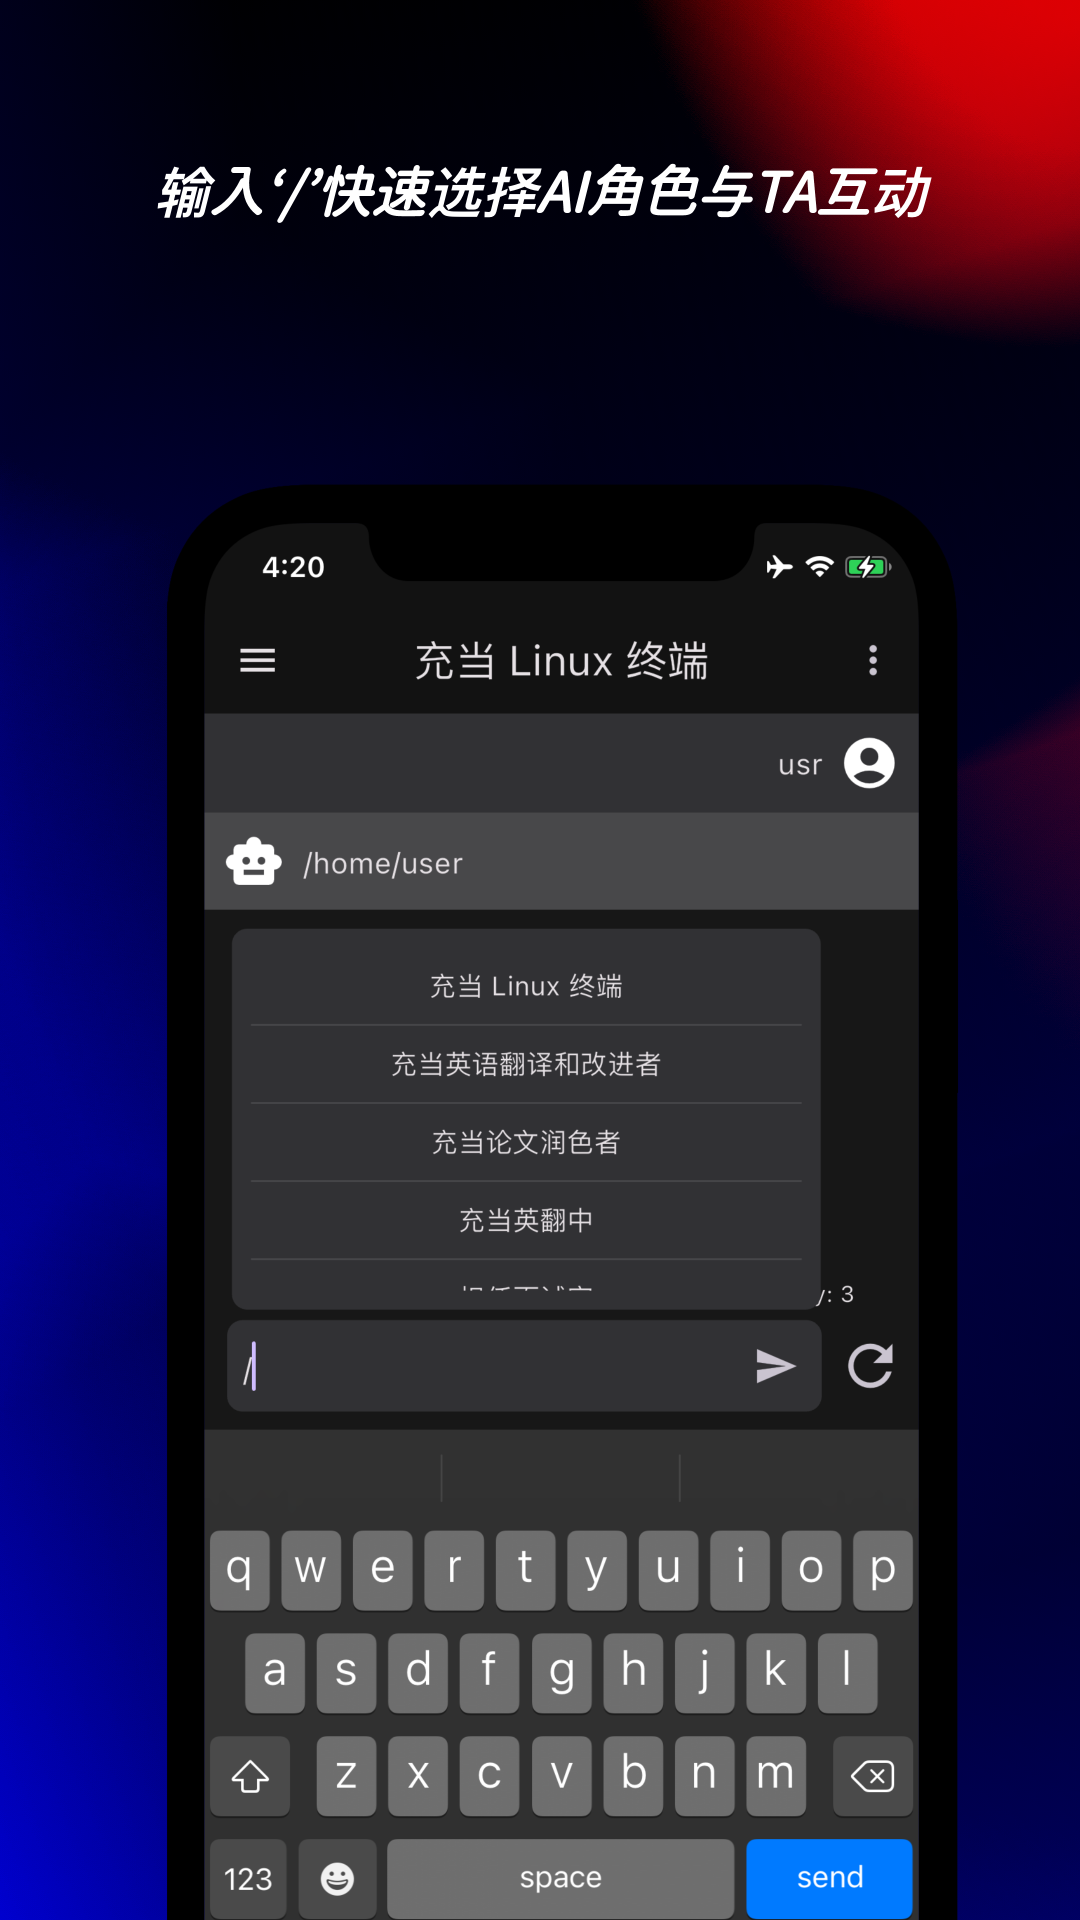 输入‘/’快速选择AI角色与TA互动
4:20
充当 Linux 终端
usr
/home/user
充当 Linux 终端
充当英语翻译和改进者
充当论文润色者
充当英翻中
y: 3
/
q w e r t y u i o p
a s d f g h j k l
z x c v b n m
123 space send